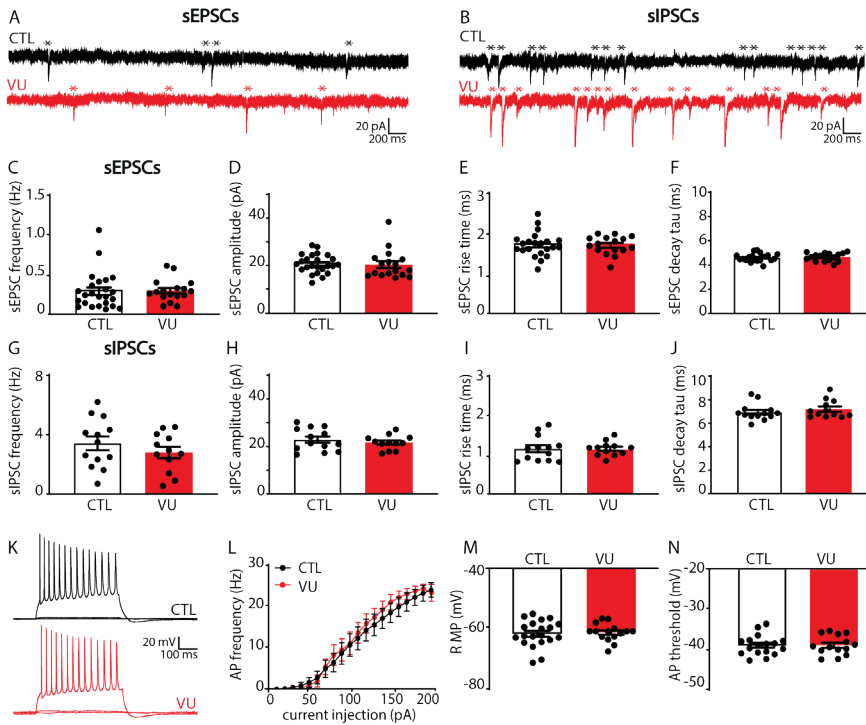 A sEPSCs
CTL
* * * *
VU
* * * *
20 pA
200 ms
B sIPSCs
CTL
VU
20 pA
200 ms
sEPSCs
C
sEPSC frequency (Hz)
1.5
1.0
0.5
0
CTL VU
D
sEPSC amplitude (pA)
40
20
0
CTL VU
E
sEPSC rise time (ms)
3
2
1
0
CTL VU
F
sEPSC decay tau (ms)
10
8
6
4
2
0
CTL VU
sIPSCs
G
sIPSC frequency (Hz)
8
4
0
CTL VU
H
sIPSC amplitude (pA)
40
20
0
CTL VU
I
sIPSC rise time (ms)
3
2
1
0
CTL VU
J
sIPSC decay tau (ms)
10
8
6
4
2
0
CTL VU
K
CTL
20 mV
100 ms
VU
L
CTL
VU
AP frequency (Hz)
30
20
10
0
0 50 100 150 200
current injection (pA)
M
CTL VU
R MP (mV)
-40
-60
-80
N
CTL VU
AP threshold (mV)
-20
-30
-40
-50